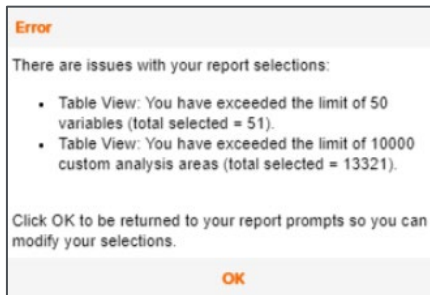 Error
There are issues with your report selections:
• Table View: You have exceeded the limit of 50
variables (total selected = 51).
• Table View: You have exceeded the limit of 10000
custom analysis areas (total selected = 13321).
Click OK to be returned to your report prompts so you can
modify your selections.
OK